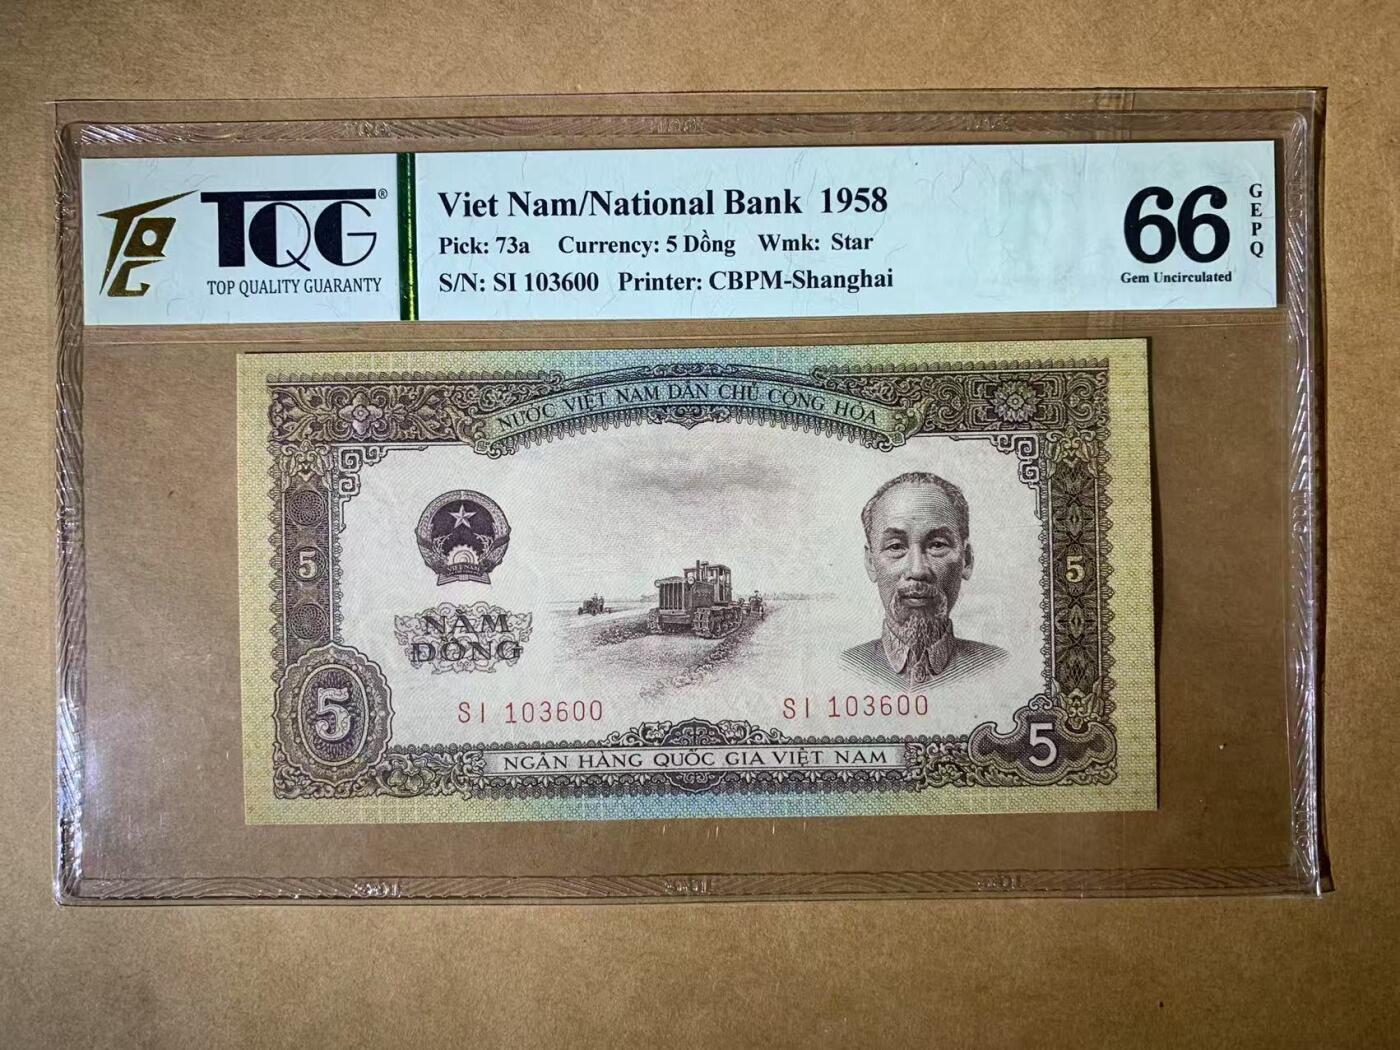 TQG®
TOP QUALITY GUARANTY
Viet Nam/National Bank 1958
Pick: 73a Currency: 5 Dồng Wmk: Star
S/N: SI 103600 Printer: CBPM-Shanghai
66
GEPQ
Gem Uncirculated
NƯỚC VIỆT NAM DÂN CHỦ CỘNG HÒA
VIỆT NAM
5
5
NĂM
ĐỒNG
5
SI 103600
SI 103600
5
NGÂN HÀNG QUỐC GIA VIỆT NAM